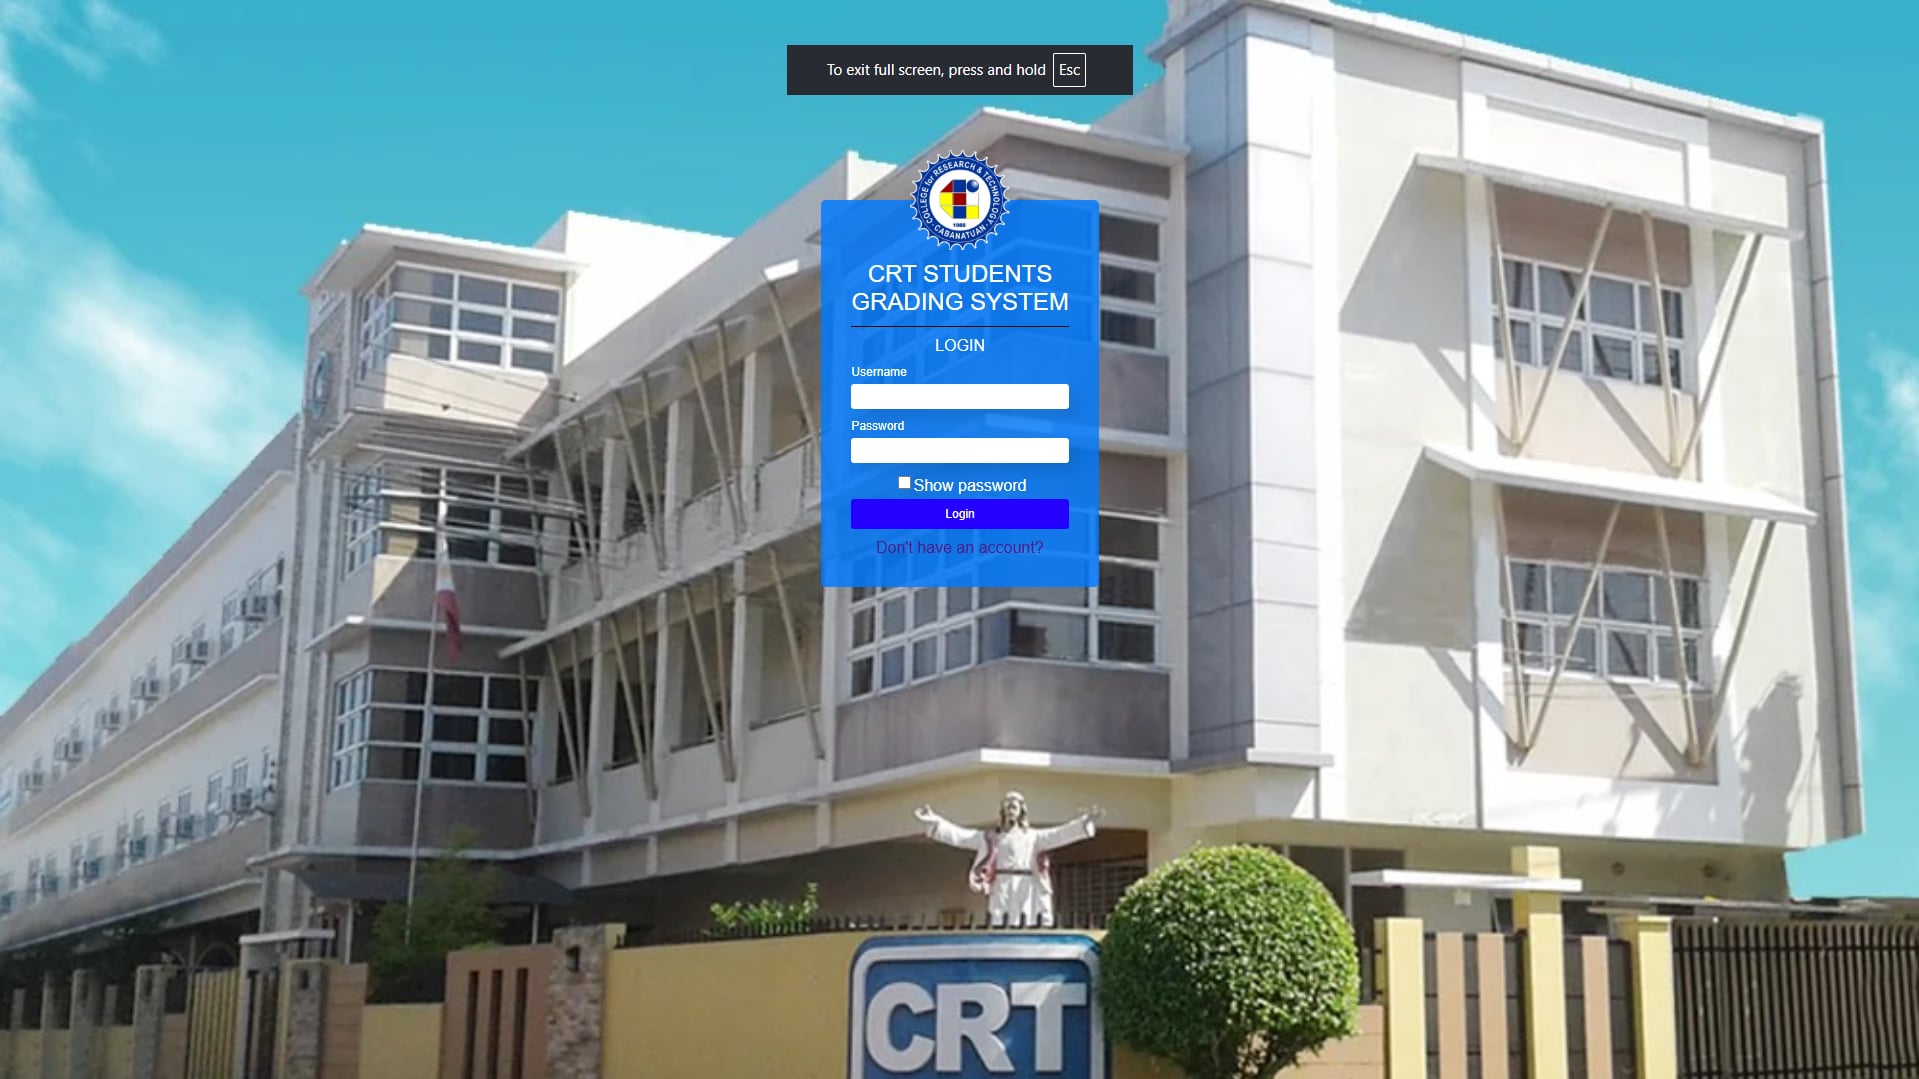 To exit full screen, press and hold Esc
COLLEGE for RESEARCH & TECHNOLOGY
1988
· CABANATUAN ·
CRT STUDENTS
GRADING SYSTEM
LOGIN
Username
Password
Show password
Login
Don't have an account?
CRT